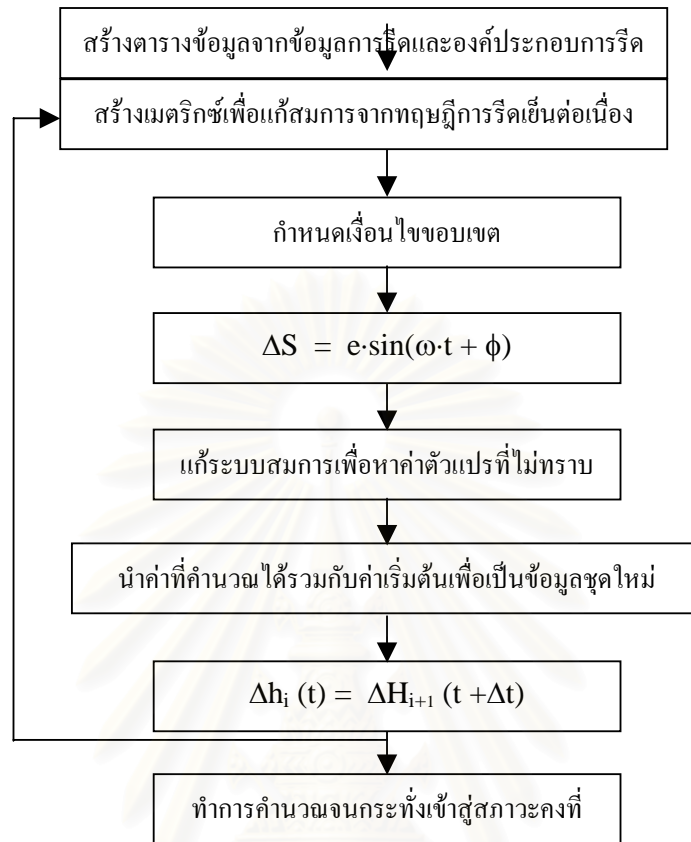 สร้างตารางข้อมูลจากข้อมูลการรีดและองค์ประกอบการรีด
สร้างเมตริกซ์เพื่อแก้สมการจากทฤษฎีการรีดเย็นต่อเนื่อง
กำหนดเงื่อนไขขอบเขต
ΔS = e·sin(ω·t + ϕ)
แก้ระบบสมการเพื่อหาค่าตัวแปรที่ไม่ทราบ
นำค่าที่คำนวณได้รวมกับค่าเริ่มต้นเพื่อเป็นข้อมูลชุดใหม่
Δhᵢ (t) = ΔHᵢ₊₁ (t +Δt)
ทำการคำนวณจนกระทั่งเข้าสู่สภาวะคงที่